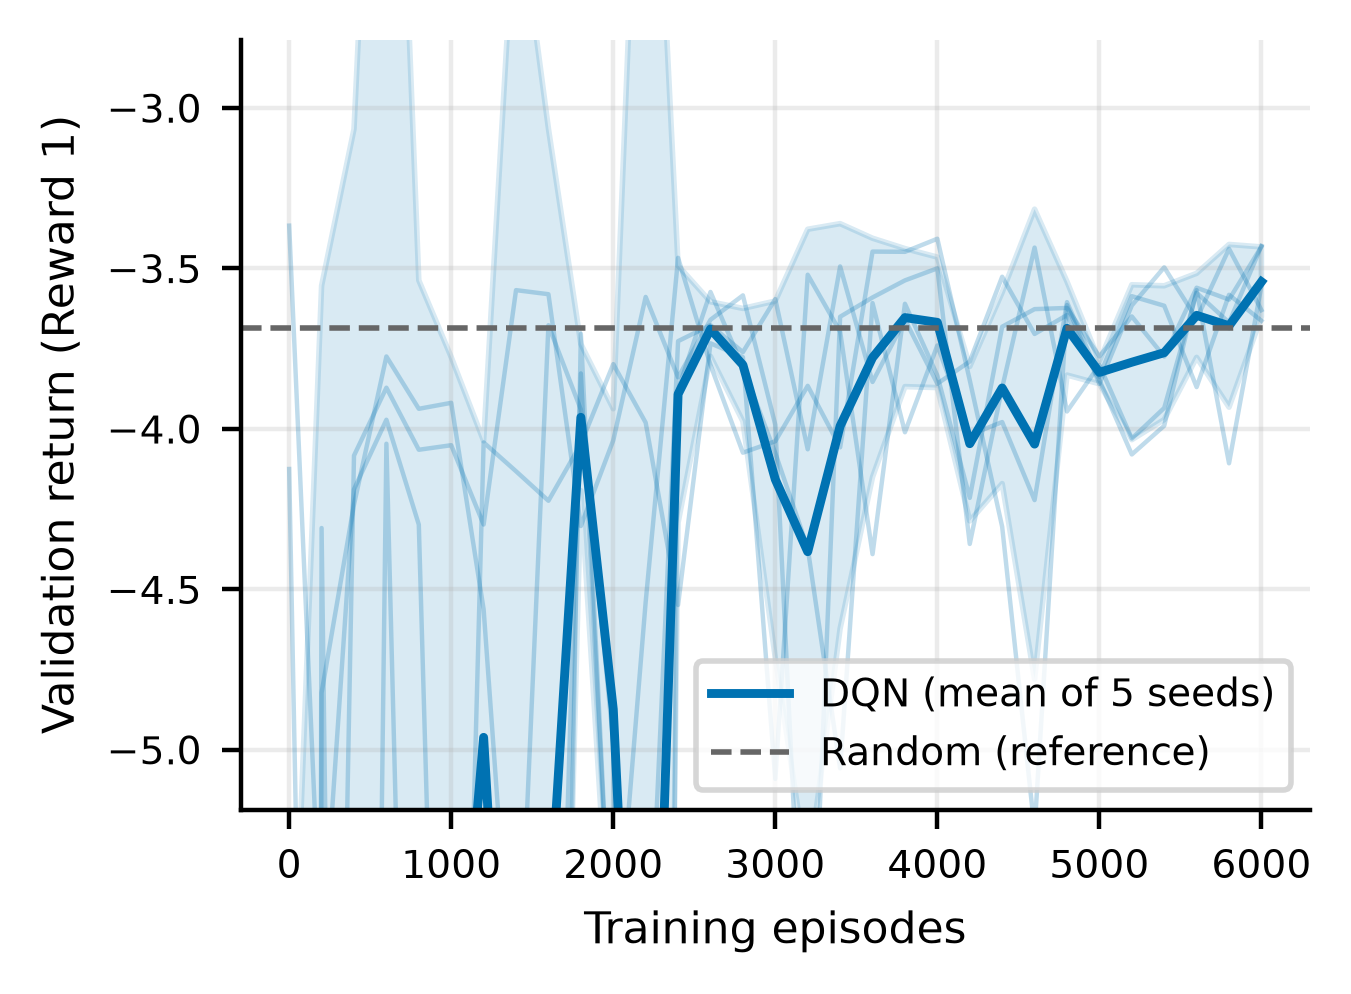 −3.0
−3.5
−4.0
−4.5
−5.0
Validation return (Reward 1)
DQN (mean of 5 seeds)
Random (reference)
0 1000 2000 3000 4000 5000 6000
Training episodes